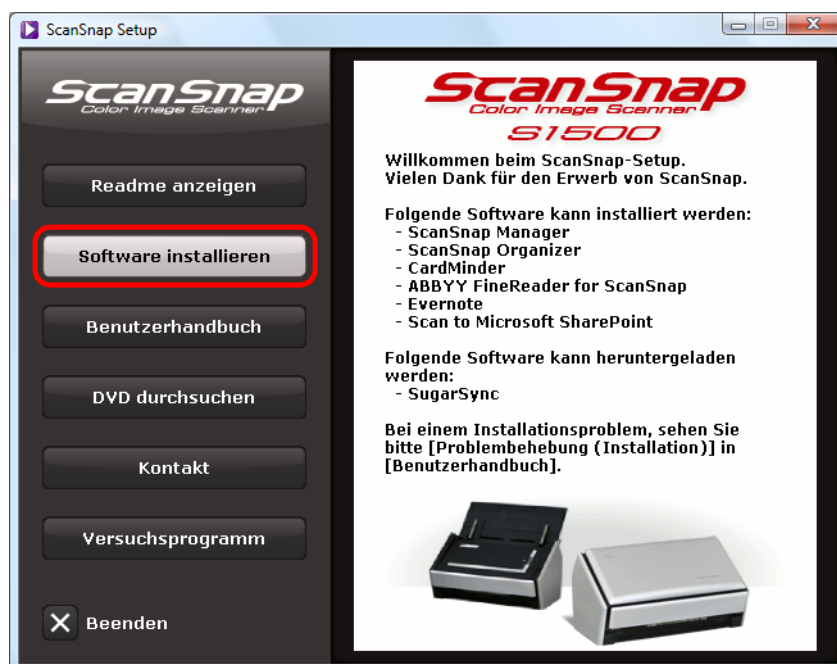 ScanSnap Setup
ScanSnap
Color Image Scanner
Readme anzeigen
Software installieren
Benutzerhandbuch
DVD durchsuchen
Kontakt
Versuchsprogramm
Beenden
ScanSnap
Color Image Scanner
S1500
Willkommen beim ScanSnap-Setup.
Vielen Dank für den Erwerb von ScanSnap.
Folgende Software kann installiert werden:
- ScanSnap Manager
- ScanSnap Organizer
- CardMinder
- ABBYY FineReader for ScanSnap
- Evernote
- Scan to Microsoft SharePoint
Folgende Software kann heruntergeladen
werden:
- SugarSync
Bei einem Installationsproblem, sehen Sie
bitte [Problembehebung (Installation)] in
[Benutzerhandbuch].